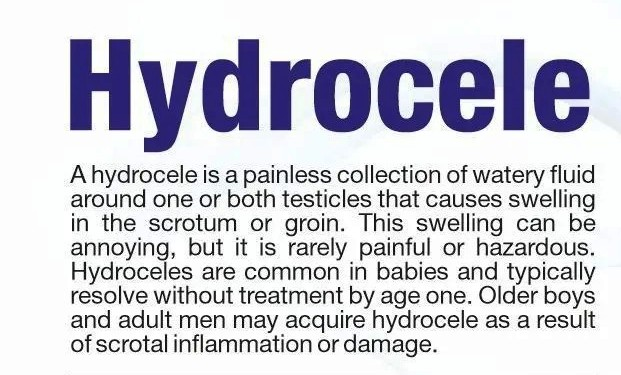 Hydrocele
A hydrocele is a painless collection of watery fluid
around one or both testicles that causes swelling
in the scrotum or groin. This swelling can be
annoying, but it is rarely painful or hazardous.
Hydroceles are common in babies and typically
resolve without treatment by age one. Older boys
and adult men may acquire hydrocele as a result
of scrotal inflammation or damage.